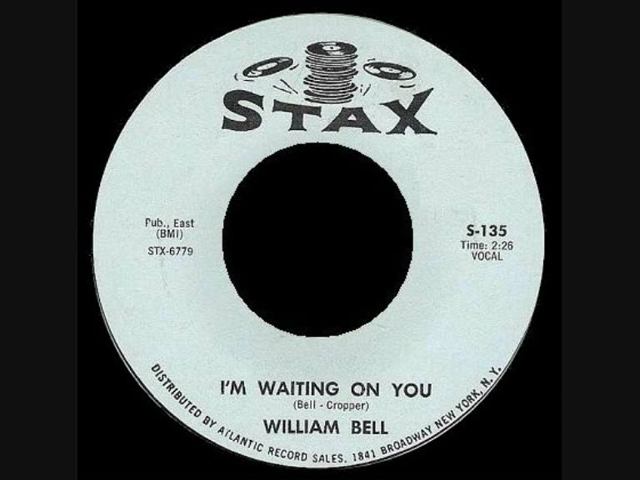 STAX
Pub., East
(BMI)
STX-6779
S-135
Time: 2:26
VOCAL
I'M WAITING ON YOU
(Bell - Cropper)
WILLIAM BELL
DISTRIBUTED BY ATLANTIC RECORD SALES, 1841 BROADWAY NEW YORK, N. Y.